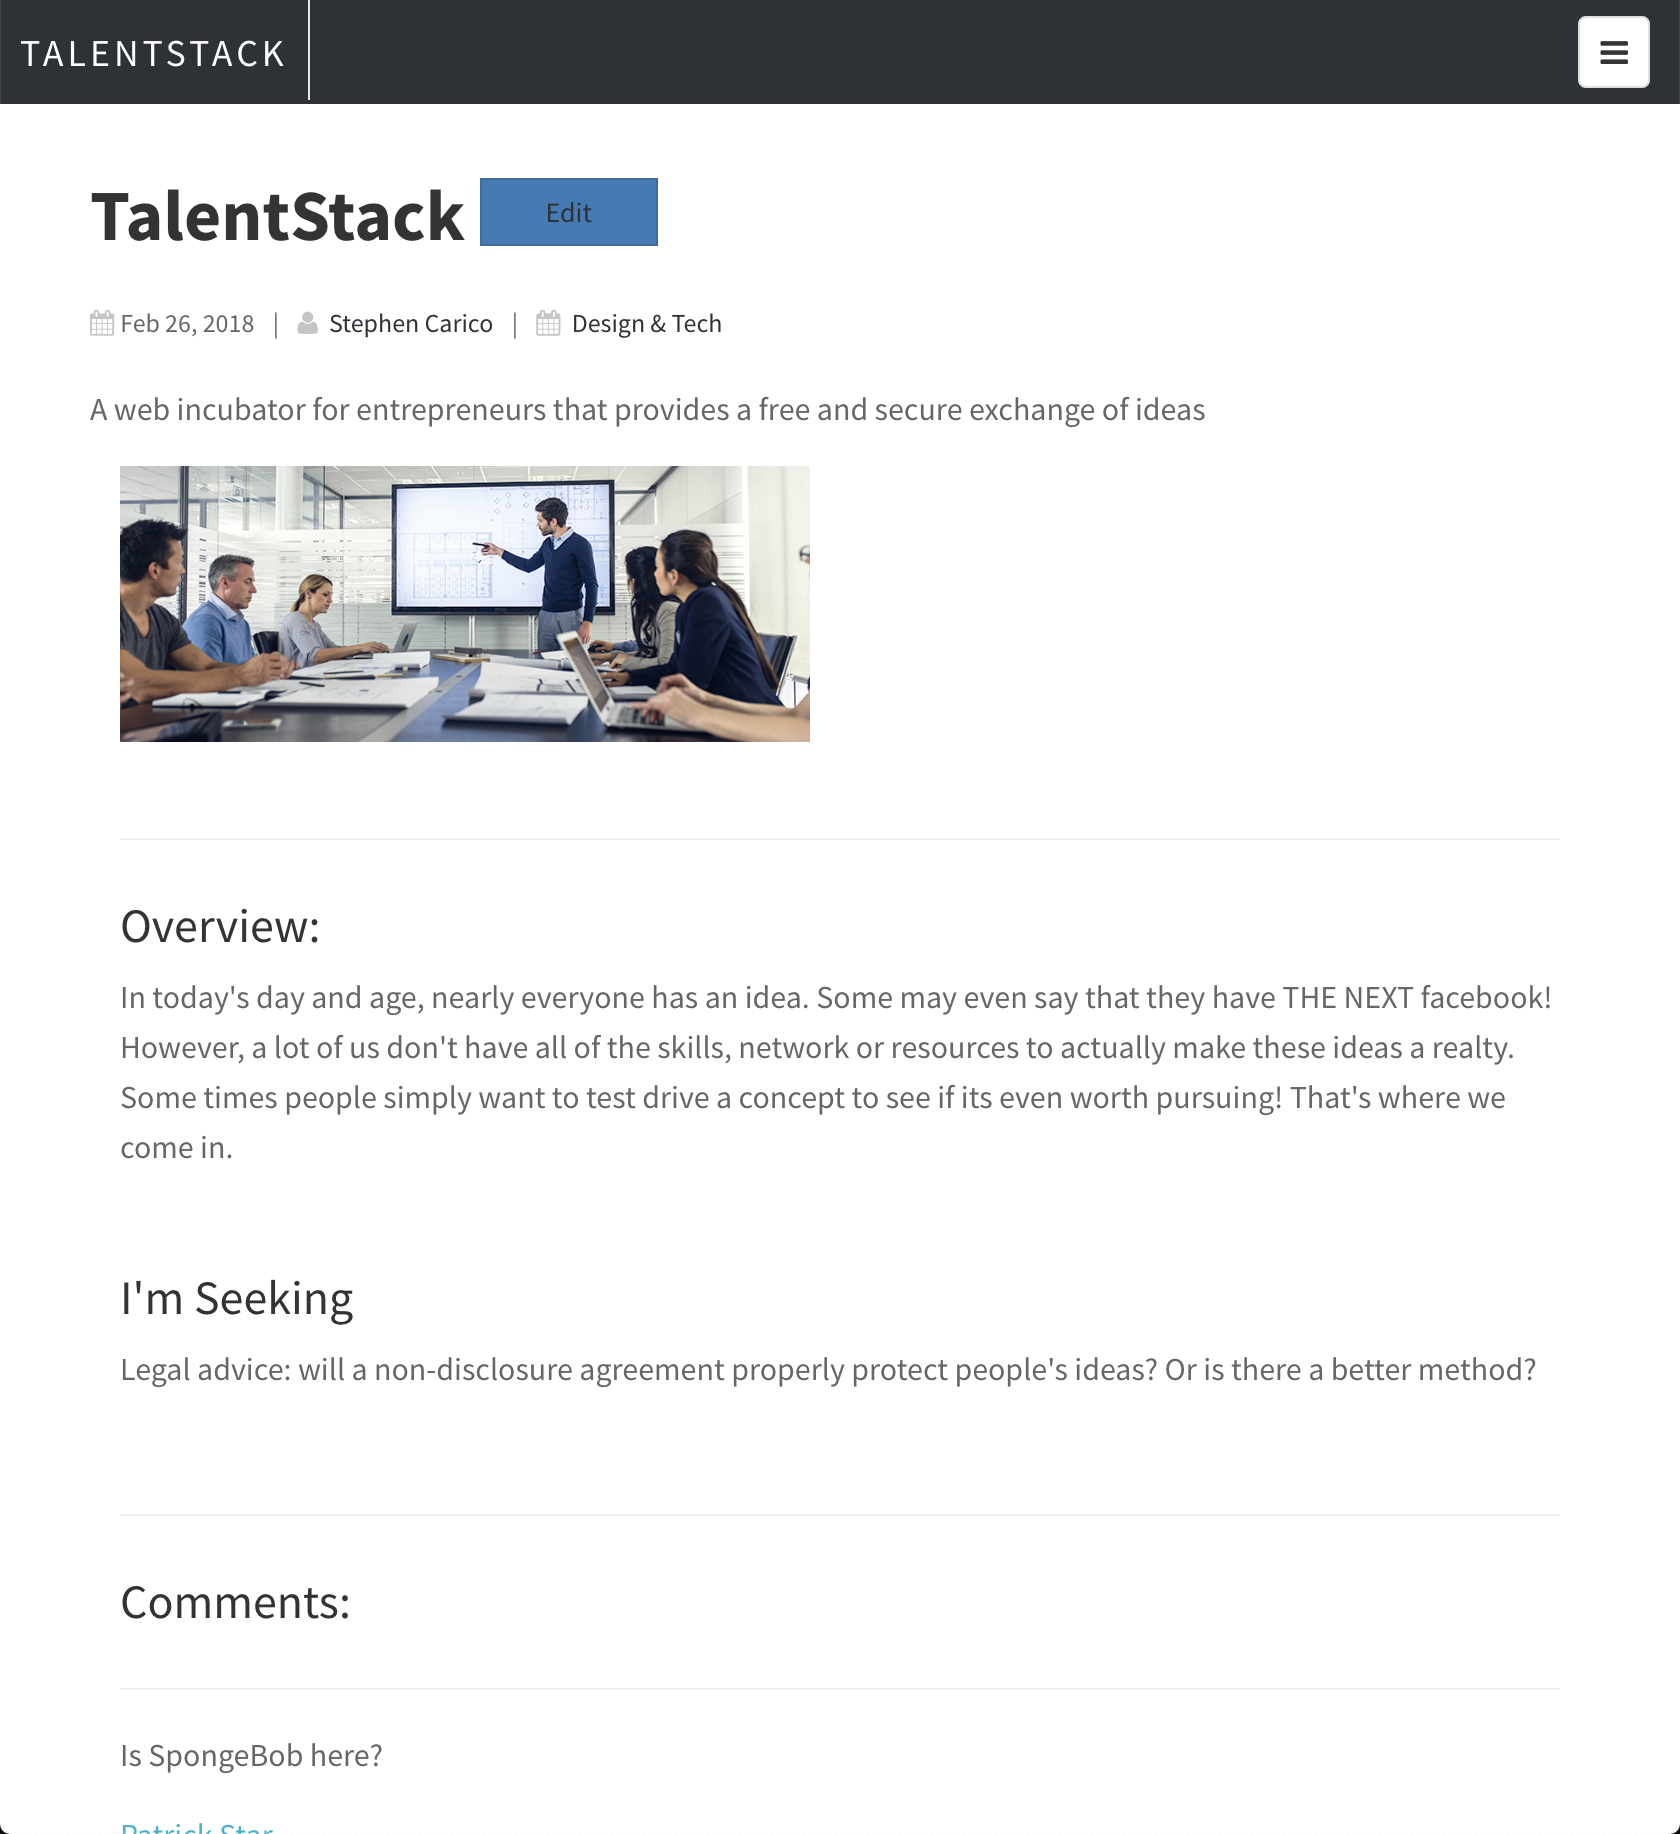 TALENTSTACK
TalentStack Edit
Feb 26, 2018 | Stephen Carico | Design & Tech
A web incubator for entrepreneurs that provides a free and secure exchange of ideas
Overview:
In today's day and age, nearly everyone has an idea. Some may even say that they have THE NEXT facebook!
However, a lot of us don't have all of the skills, network or resources to actually make these ideas a realty.
Some times people simply want to test drive a concept to see if its even worth pursuing! That's where we
come in.
I'm Seeking
Legal advice: will a non-disclosure agreement properly protect people's ideas? Or is there a better method?
Comments:
Is SpongeBob here?
Patrick Star